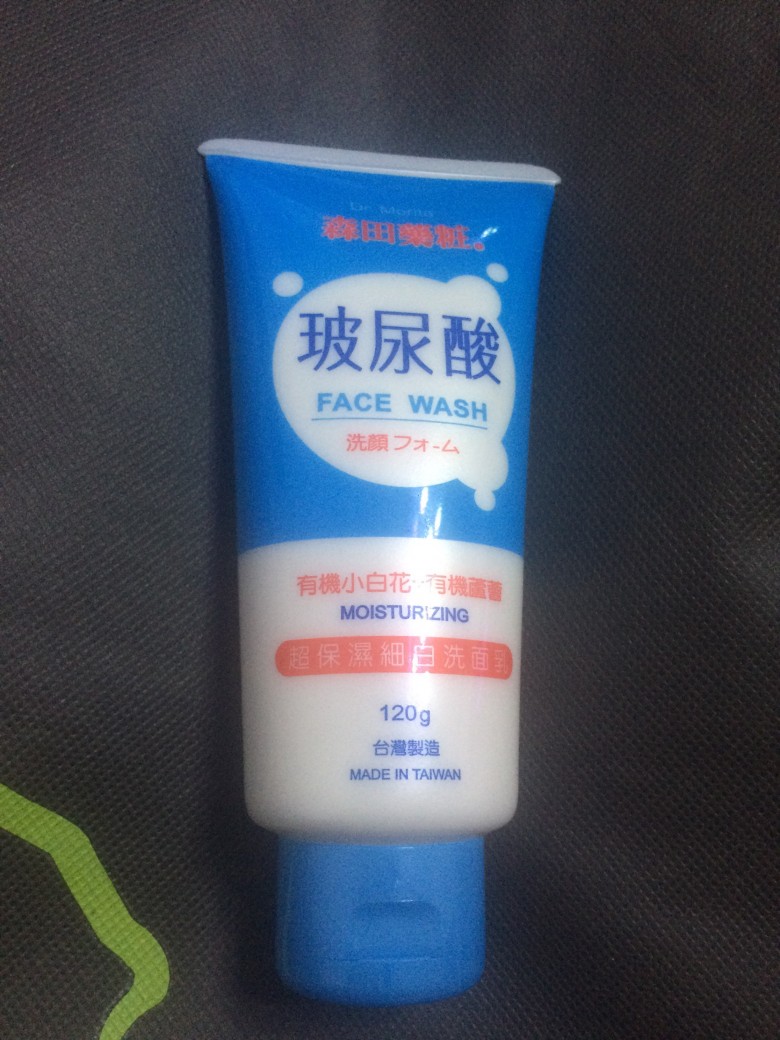 Dr. Morita
森田藥粧®
玻尿酸
FACE WASH
洗顔フォーム
有機小白花+有機蘆薈
MOISTURIZING
超保濕細白洗面乳
120g
台灣製造
MADE IN TAIWAN